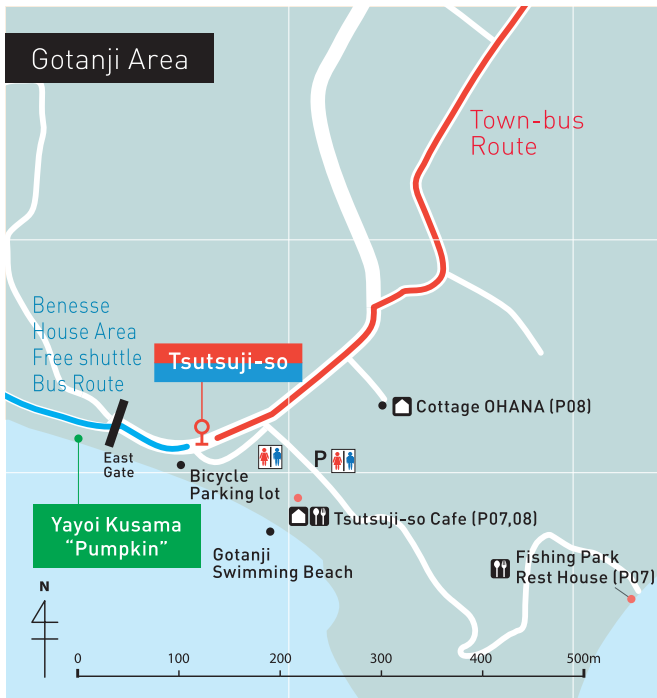 Gotanji Area
Town-bus
Route
Benesse
House Area
Free shuttle
Bus Route
Tsutsuji-so
Cottage OHANA (P08)
East
Gate
Bicycle
Parking lot
P
Yayoi Kusama
“Pumpkin”
Tsutsuji-so Cafe (P07,08)
Gotanji
Swimming Beach
Fishing Park
Rest House (P07)
N
0 100 200 300 400 500m